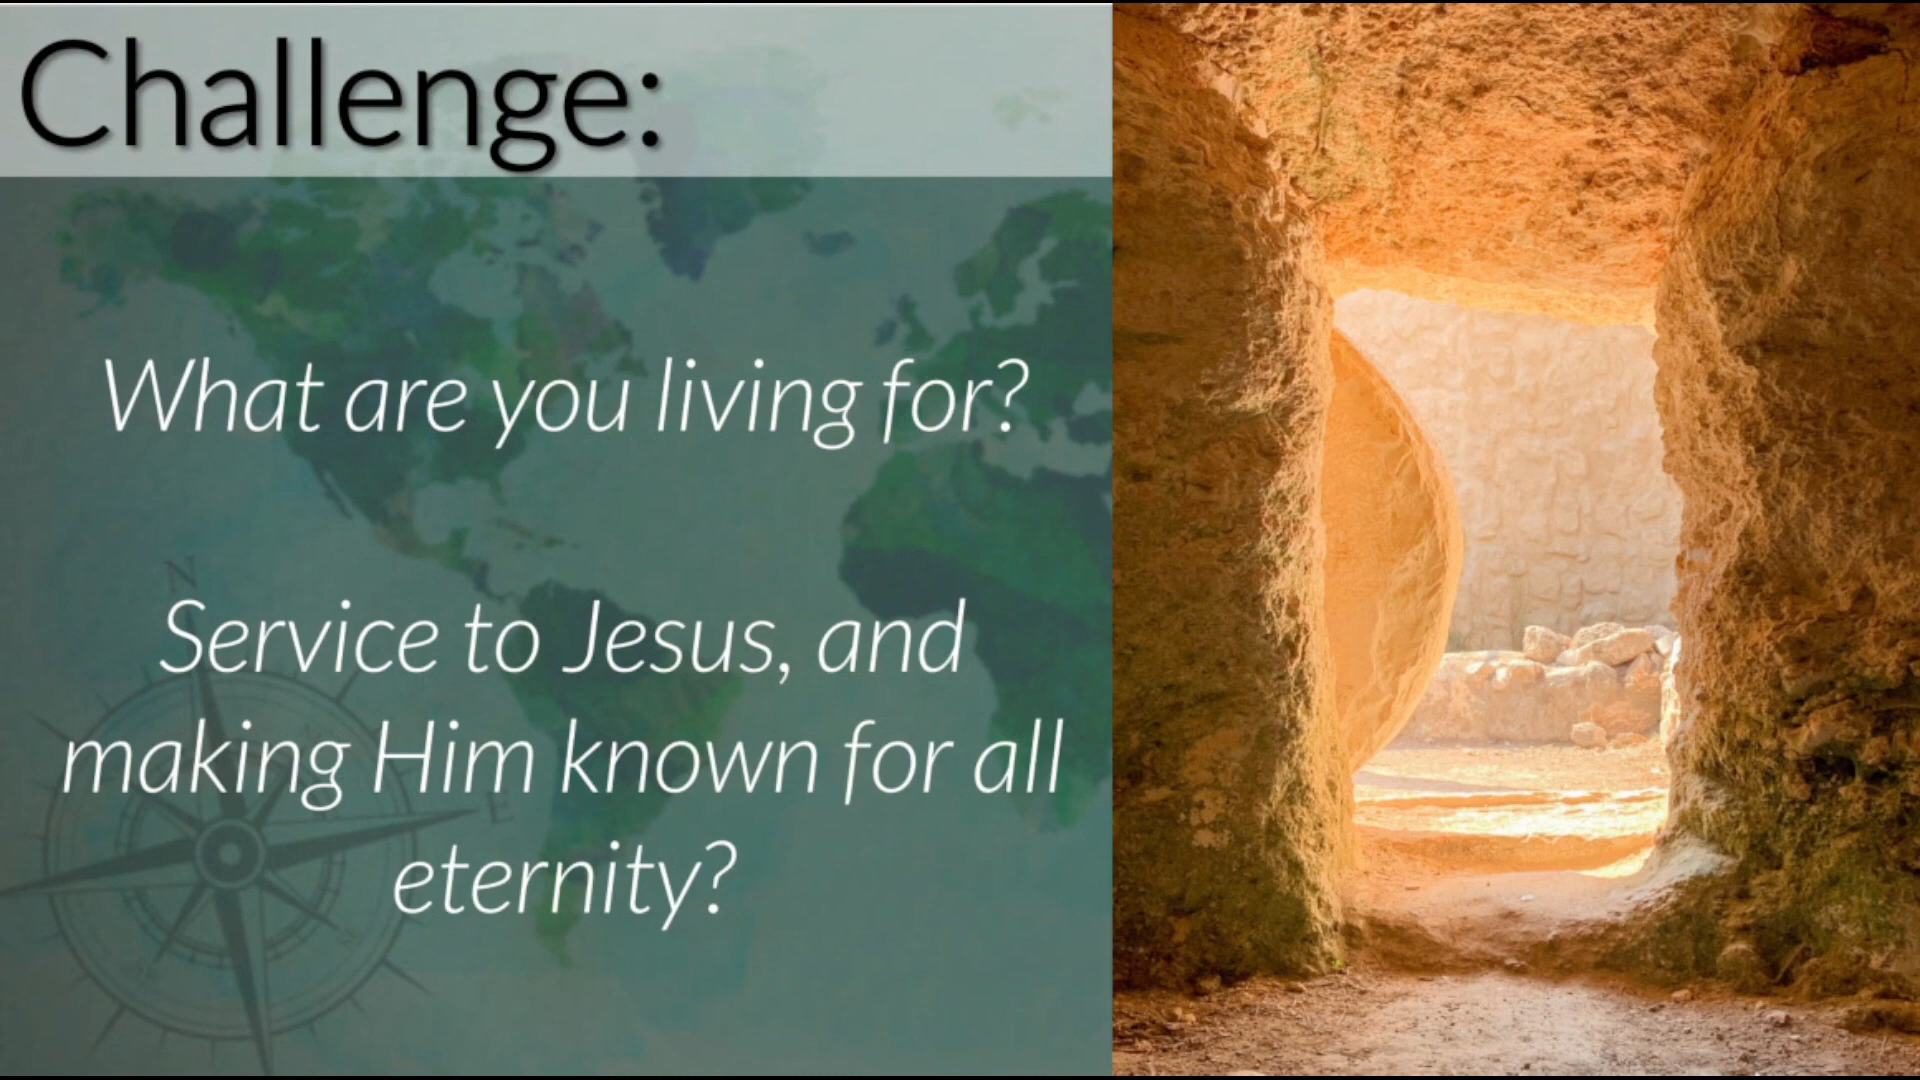 Challenge:
What are you living for?
Service to Jesus, and
making Him known for all
eternity?
N
E